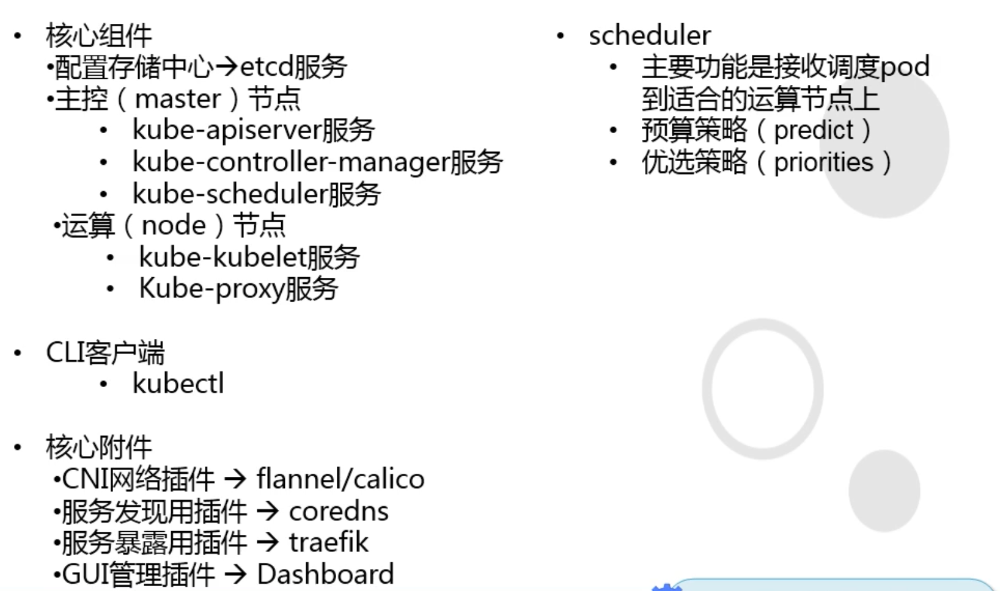 • 核心组件
•配置存储中心→etcd服务
•主控（master）节点
• kube-apiserver服务
• kube-controller-manager服务
• kube-scheduler服务
•运算（node）节点
• kube-kubelet服务
• Kube-proxy服务
• CLI客户端
• kubectl
• 核心附件
•CNI网络插件 → flannel/calico
•服务发现用插件 → coredns
•服务暴露用插件 → traefik
•GUI管理插件 → Dashboard
• scheduler
• 主要功能是接收调度pod
到适合的运算节点上
• 预算策略（predict）
• 优选策略（priorities）